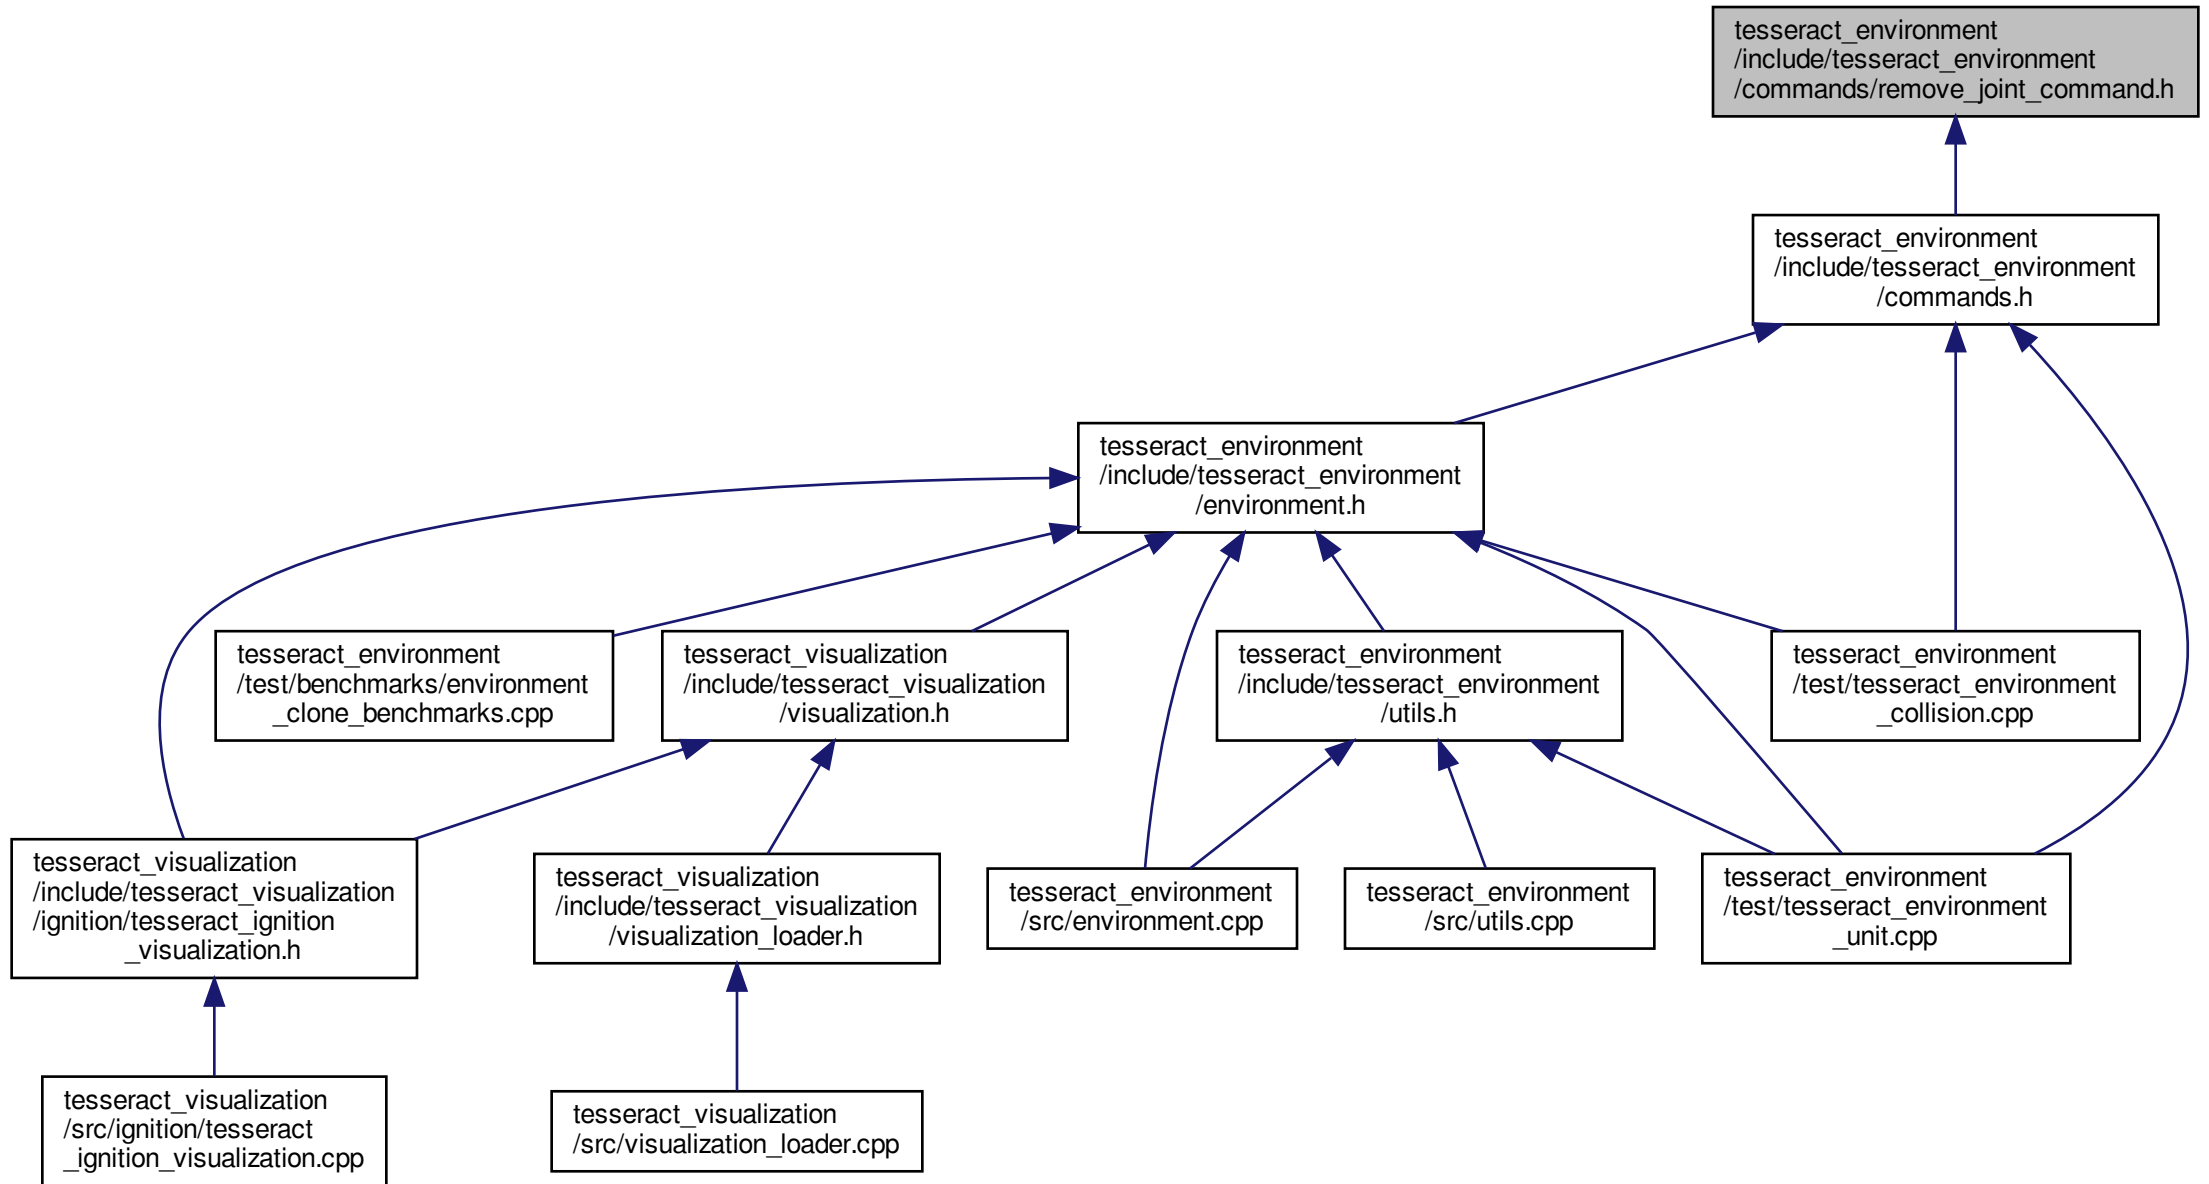 tesseract_environment
/include/tesseract_environment
/commands/remove_joint_command.h
tesseract_environment
/include/tesseract_environment
/commands.h
tesseract_environment
/include/tesseract_environment
/environment.h
tesseract_environment
/test/benchmarks/environment
_clone_benchmarks.cpp
tesseract_visualization
/include/tesseract_visualization
/visualization.h
tesseract_environment
/include/tesseract_environment
/utils.h
tesseract_environment
/test/tesseract_environment
_collision.cpp
tesseract_visualization
/include/tesseract_visualization
/ignition/tesseract_ignition
_visualization.h
tesseract_visualization
/include/tesseract_visualization
/visualization_loader.h
tesseract_environment
/src/environment.cpp
tesseract_environment
/src/utils.cpp
tesseract_environment
/test/tesseract_environment
_unit.cpp
tesseract_visualization
/src/ignition/tesseract
_ignition_visualization.cpp
tesseract_visualization
/src/visualization_loader.cpp